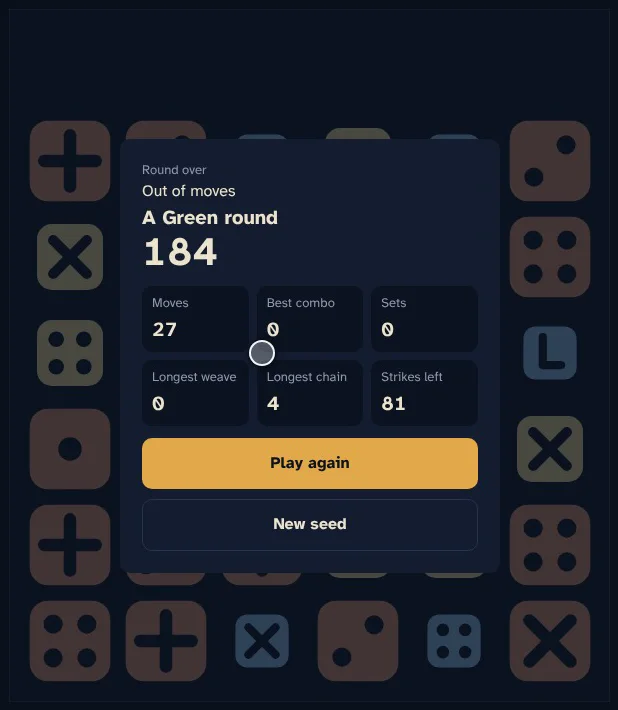 Round over
Out of moves
A Green round
184
Moves
27
Best combo
0
Sets
0
Longest weave
0
Longest chain
4
Strikes left
81
Play again
New seed
L